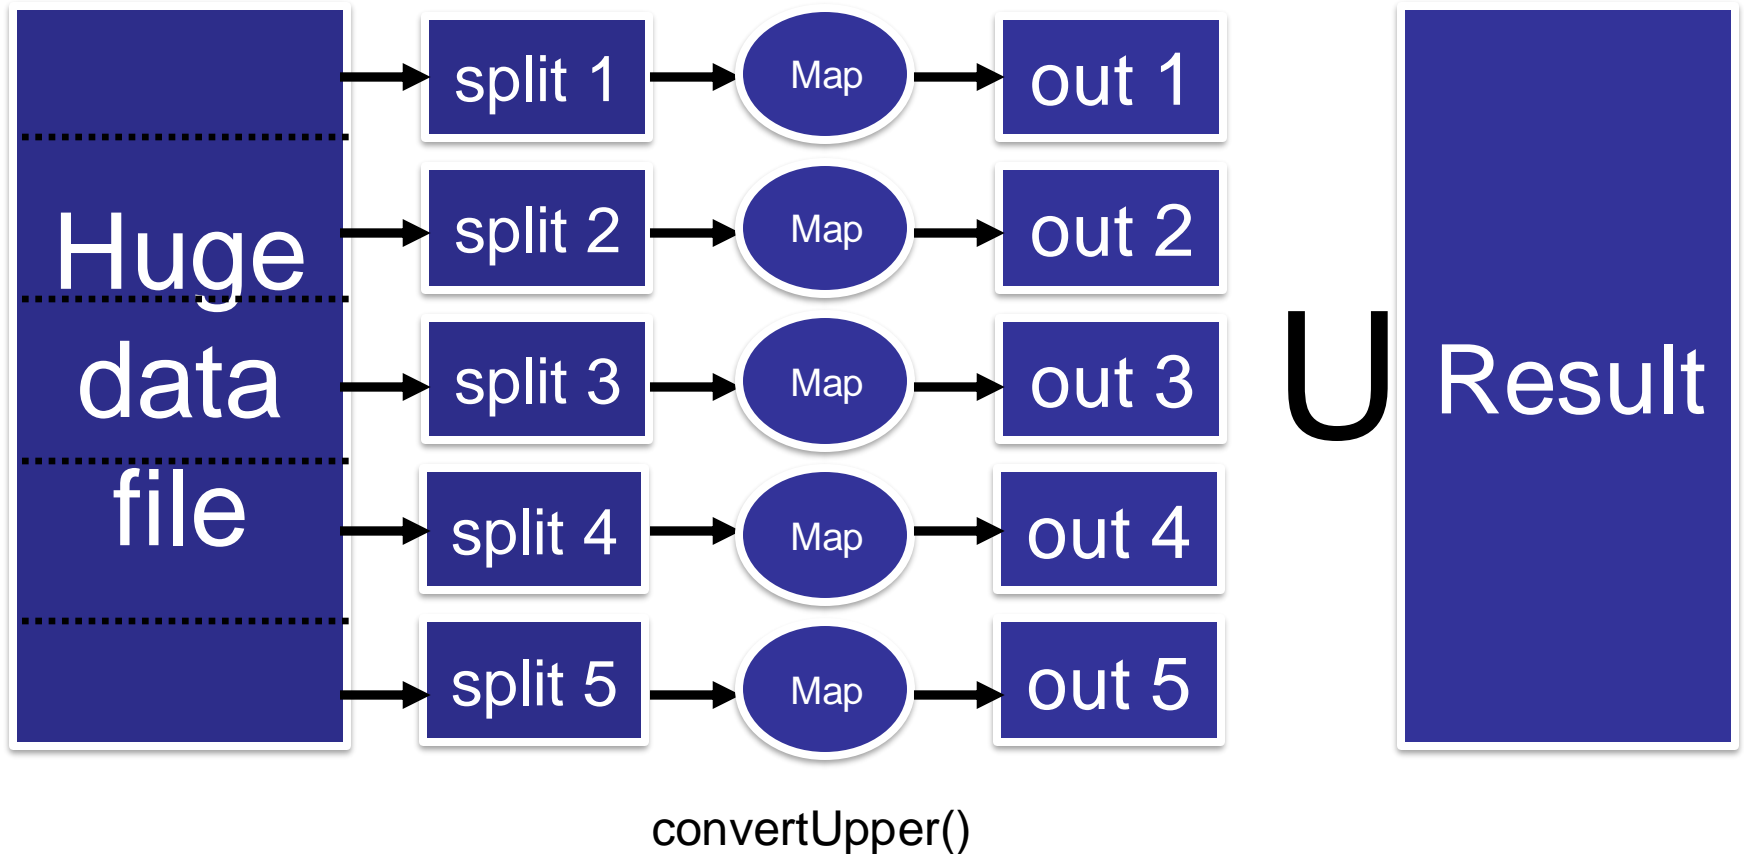 Huge
data
file
split 1
Map
out 1
split 2
Map
out 2
split 3
Map
out 3
split 4
Map
out 4
split 5
Map
out 5
U
Result
convertUpper()